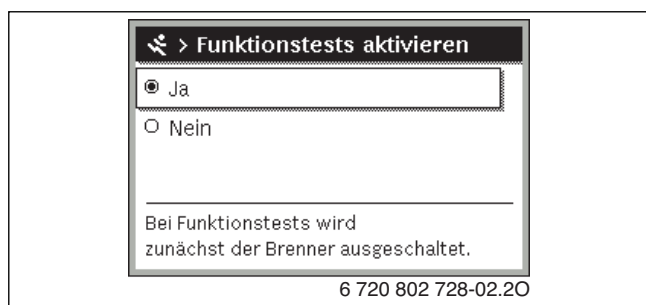 > Funktionstests aktivieren
Ja
Nein
Bei Funktionstests wird
zunächst der Brenner ausgeschaltet.
6 720 802 728-02.2O